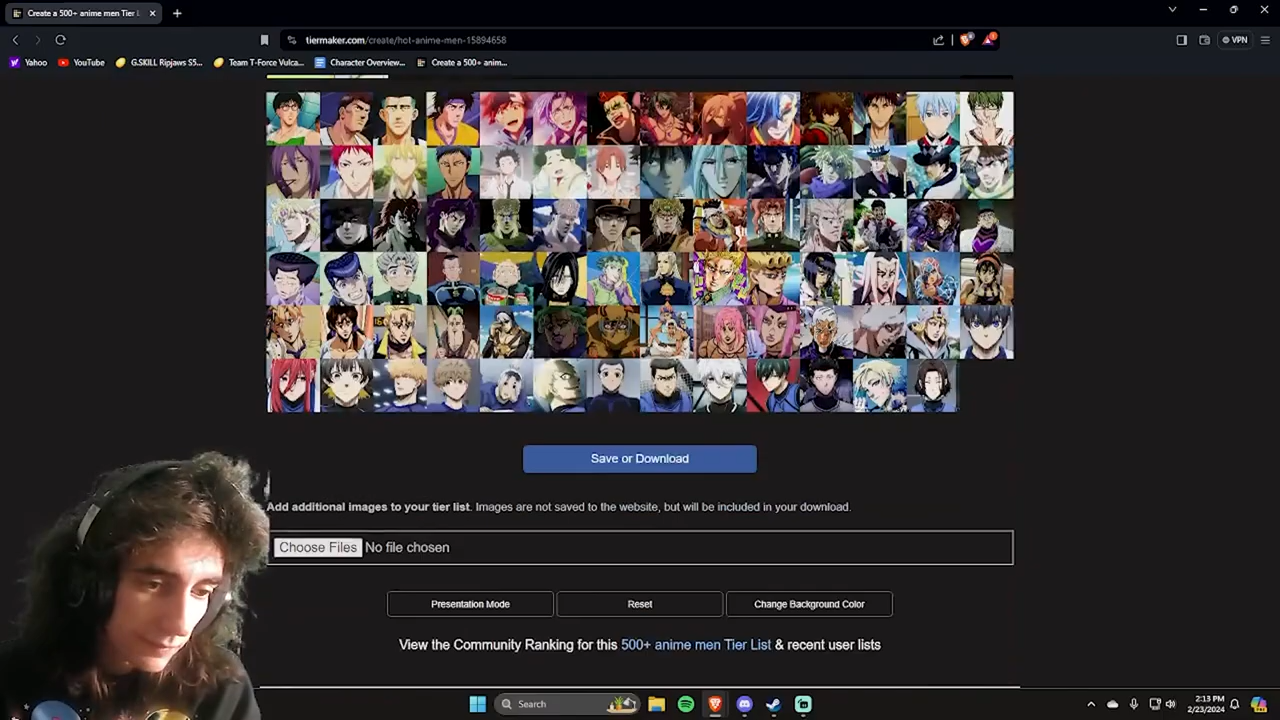 Create a 500+ anime men Tier L
tiermaker.com/create/hot-anime-men-15894658
VPN
Yahoo
YouTube
G.SKILL Ripjaws S5...
Team T-Force Vulca...
Character Overview...
Create a 500+ anim...
Save or Download
Add additional images to your tier list. Images are not saved to the website, but will be included in your download.
Choose Files No file chosen
Presentation Mode
Reset
Change Background Color
View the Community Ranking for this 500+ anime men Tier List & recent user lists
Search
2:13 PM
2/23/2024